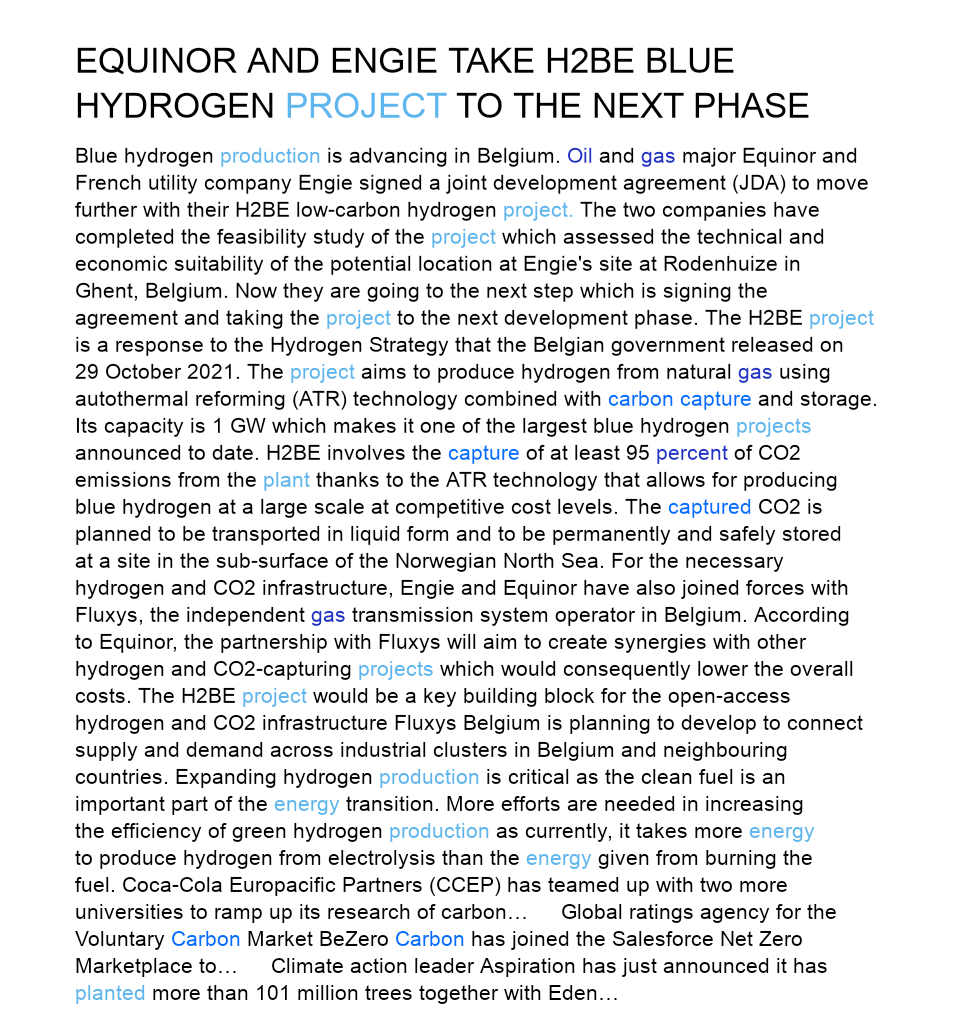 EQUINOR AND ENGIE TAKE H2BE BLUE
HYDROGEN PROJECT TO THE NEXT PHASE
Blue hydrogen production is advancing in Belgium. Oil and gas major Equinor and
French utility company Engie signed a joint development agreement (JDA) to move
further with their H2BE low-carbon hydrogen project. The two companies have
completed the feasibility study of the project which assessed the technical and
economic suitability of the potential location at Engie's site at Rodenhuize in
Ghent, Belgium. Now they are going to the next step which is signing the
agreement and taking the project to the next development phase. The H2BE project
is a response to the Hydrogen Strategy that the Belgian government released on
29 October 2021. The project aims to produce hydrogen from natural gas using
autothermal reforming (ATR) technology combined with carbon capture and storage.
Its capacity is 1 GW which makes it one of the largest blue hydrogen projects
announced to date. H2BE involves the capture of at least 95 percent of CO2
emissions from the plant thanks to the ATR technology that allows for producing
blue hydrogen at a large scale at competitive cost levels. The captured CO2 is
planned to be transported in liquid form and to be permanently and safely stored
at a site in the sub-surface of the Norwegian North Sea. For the necessary
hydrogen and CO2 infrastructure, Engie and Equinor have also joined forces with
Fluxys, the independent gas transmission system operator in Belgium. According
to Equinor, the partnership with Fluxys will aim to create synergies with other
hydrogen and CO2-capturing projects which would consequently lower the overall
costs. The H2BE project would be a key building block for the open-access
hydrogen and CO2 infrastructure Fluxys Belgium is planning to develop to connect
supply and demand across industrial clusters in Belgium and neighbouring
countries. Expanding hydrogen production is critical as the clean fuel is an
important part of the energy transition. More efforts are needed in increasing
the efficiency of green hydrogen production as currently, it takes more energy
to produce hydrogen from electrolysis than the energy given from burning the
fuel. Coca-Cola Europacific Partners (CCEP) has teamed up with two more
universities to ramp up its research of carbon… Global ratings agency for the
Voluntary Carbon Market BeZero Carbon has joined the Salesforce Net Zero
Marketplace to… Climate action leader Aspiration has just announced it has
planted more than 101 million trees together with Eden…